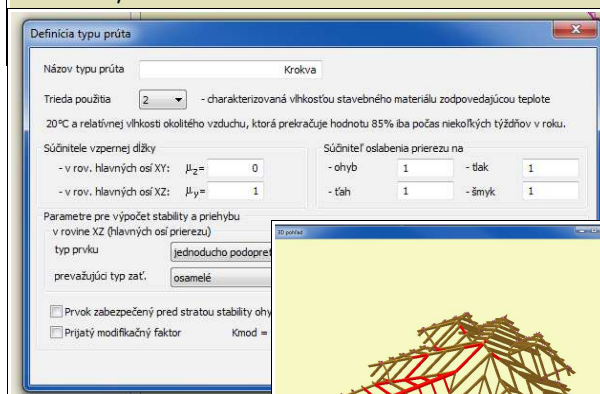 Definícia typu prúta
Názov typu prúta Krokva
Trieda použitia 2 - charakterizovaná vlhkosťou stavebného materiálu zodpovedajúcou teplote
20ºC a relatívnej vlhkosti okolitého vzduchu, ktorá prekračuje hodnotu 85% iba počas niekoľkých týždňov v roku.
Súčinitele vzpernej dĺžky
- v rov. hlavných osí XY: μz= 0
- v rov. hlavných osí XZ: μy= 1
Súčiniteľ oslabenia prierezu na
- ohyb 1 - tlak 1
- ťah 1 - šmyk 1
Parametre pre výpočet stability a priehybu
v rovine XZ (hlavných osí prierezu)
typ prvku jednoducho podopret
prevažujúci typ zať. osamelé
Prvok zabezpečený pred stratou stability ohy
Prijatý modifikačný faktor Kmod =
3D pohľad